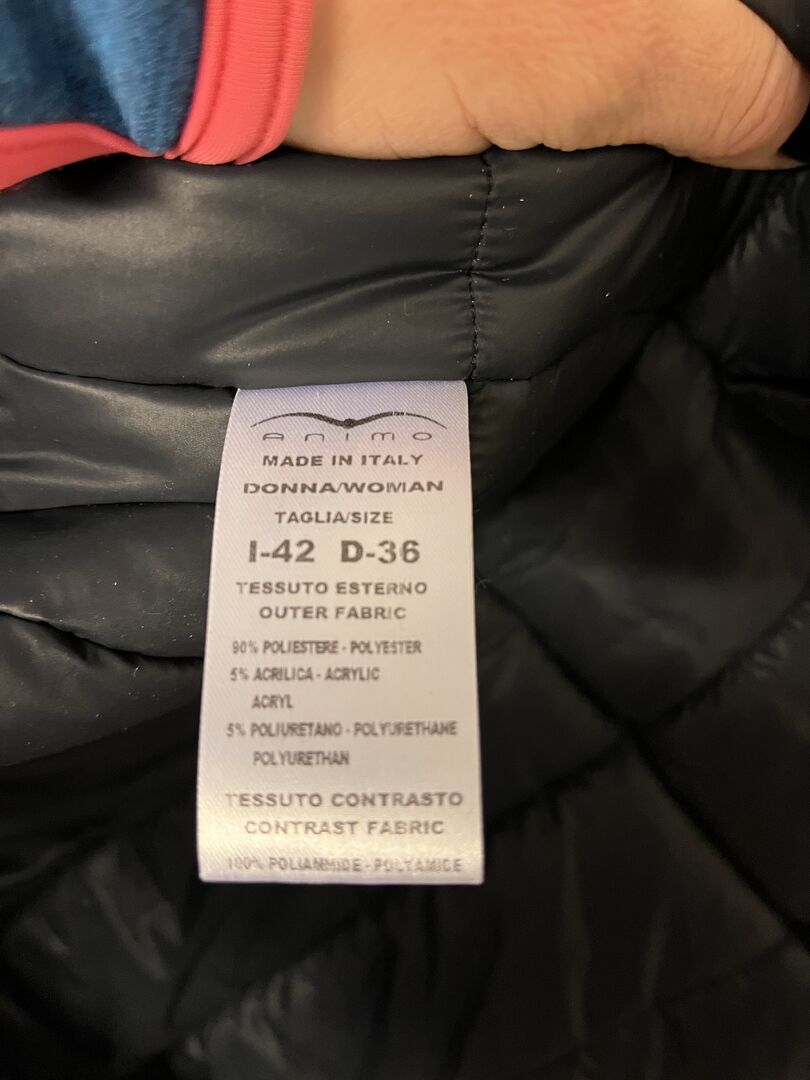 ANIMO
MADE IN ITALY
DONNA/WOMAN
TAGLIA/SIZE
I-42 D-36
TESSUTO ESTERNO
OUTER FABRIC
90% POLIESTERE - POLYESTER
5% ACRILICA - ACRYLIC
ACRYL
5% POLIURETANO - POLYURETHANE
POLYURETHAN
TESSUTO CONTRASTO
CONTRAST FABRIC
100% POLIAMMIDE - POLYAMIDE